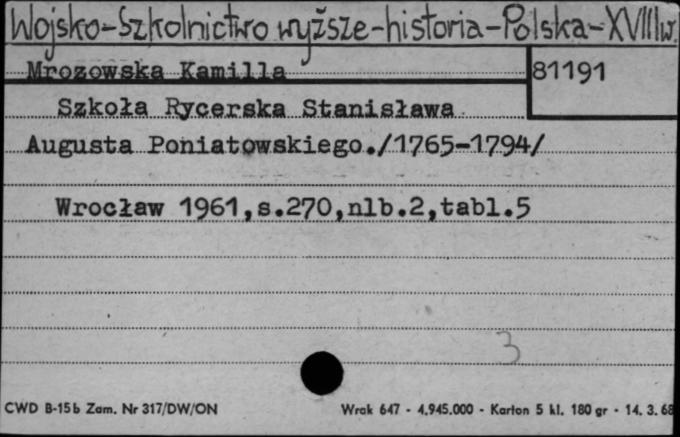 Wojsko-Szkolnictwo wyższe-historia-Polska-XVIIIw.
Mrozowska Kamilla
81191
Szkoła Rycerska Stanisława
Augusta Poniatowskiego./1765-1794/
Wrocław 1961,s.270,nlb.2,tabl.5
3
CWD B-15b Zam. Nr 317/DW/ON
Wrak 647 - 4.945.000 - Karton 5 kl. 180 gr - 14. 3. 68